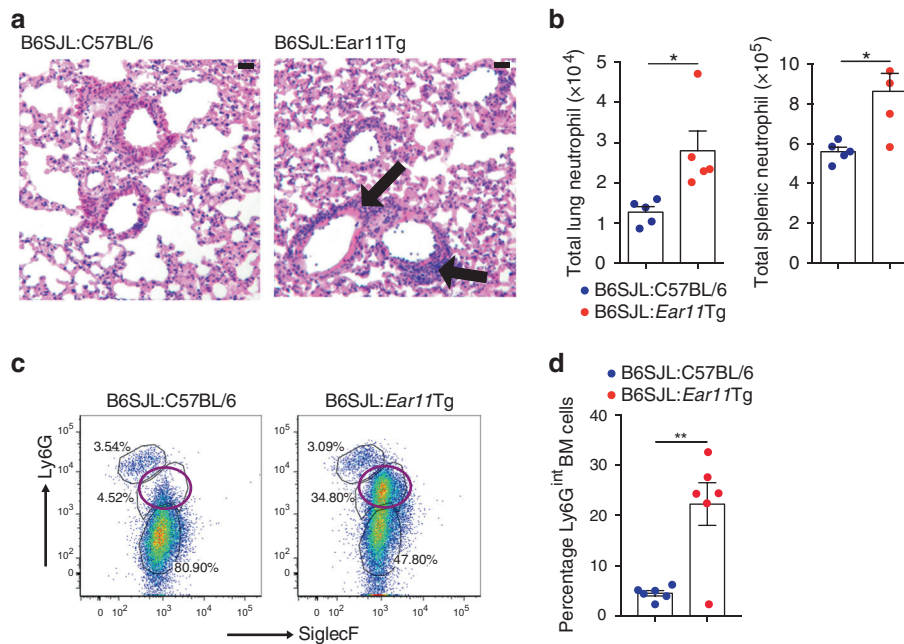 a
B6SJL:C57BL/6
B6SJL:Ear11Tg
b
Total lung neutrophil (×10⁴)
5
4
3
2
1
0
*
Total splenic neutrophil (×10⁵)
10
8
6
4
2
0
*
B6SJL:C57BL/6
B6SJL:Ear11Tg
c
B6SJL:C57BL/6
B6SJL:Ear11Tg
Ly6G
10⁵
10⁴
10³
10²
0
3.54%
4.52%
80.90%
0 10² 10³ 10⁴ 10⁵
10⁵
10⁴
10³
10²
0
3.09%
34.80%
47.80%
0 10² 10³ 10⁴ 10⁵
SiglecF
d
B6SJL:C57BL/6
B6SJL:Ear11Tg
Percentage Ly6Gⁱⁿᵗ BM cells
40
30
20
10
0
**